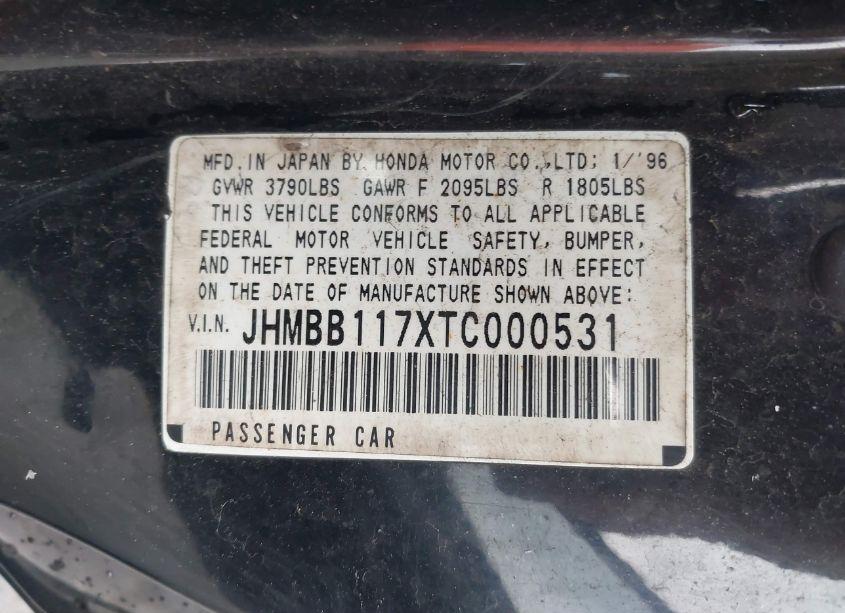 MFD. IN JAPAN BY HONDA MOTOR CO., LTD; 1/'96
GVWR 3790LBS GAWR F 2095LBS R 1805LBS
THIS VEHICLE CONFORMS TO ALL APPLICABLE
FEDERAL MOTOR VEHICLE SAFETY, BUMPER,
AND THEFT PREVENTION STANDARDS IN EFFECT
ON THE DATE OF MANUFACTURE SHOWN ABOVE:
V.I.N. JHMBB117XTC000531
PASSENGER CAR